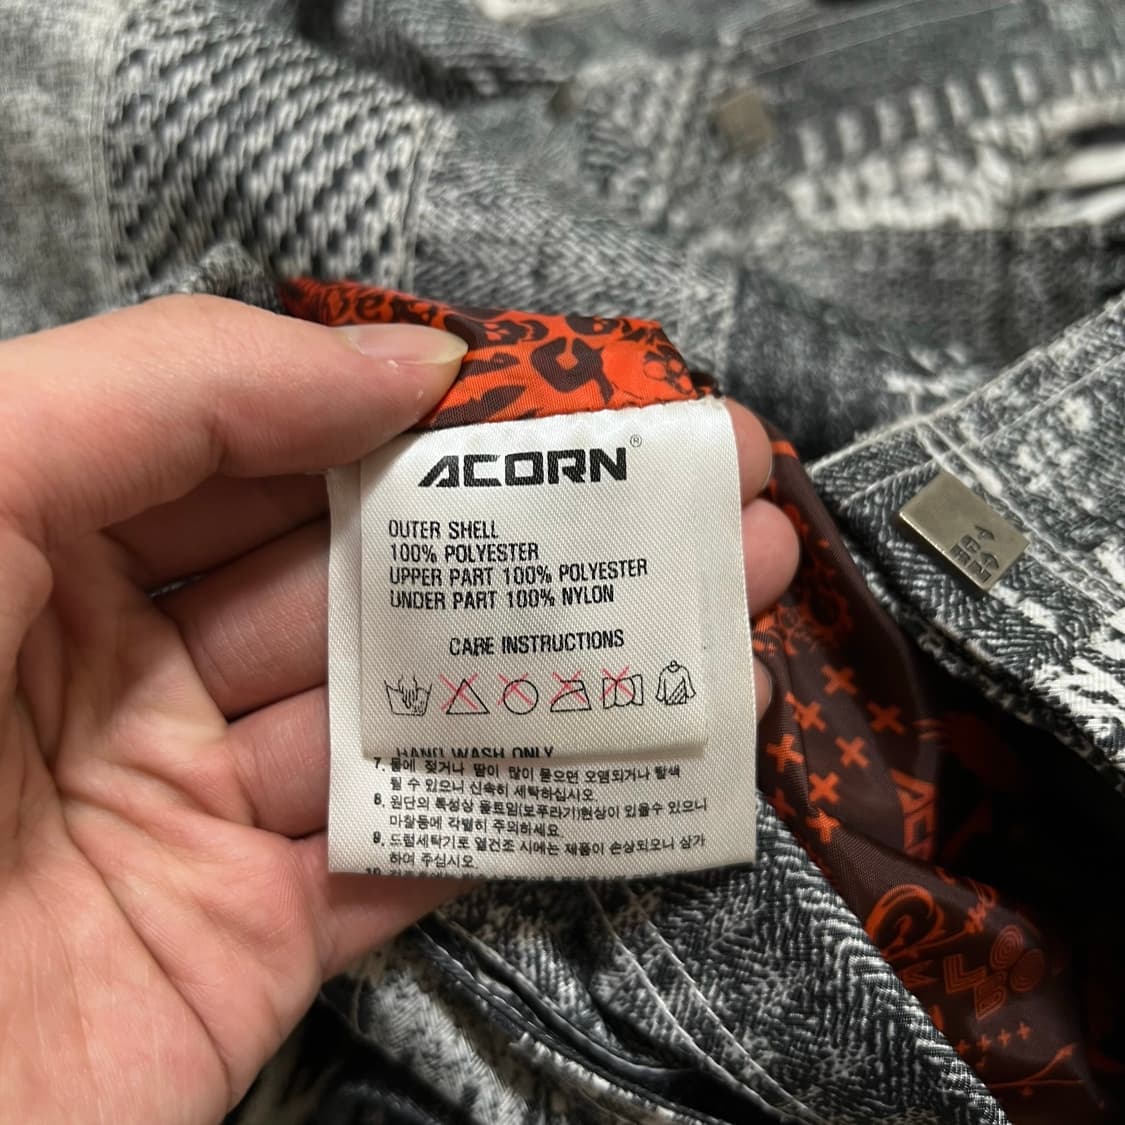 ACORN®
OUTER SHELL
100% POLYESTER
UPPER PART 100% POLYESTER
UNDER PART 100% NYLON
CARE INSTRUCTIONS
HAND WASH ONLY
7. 물에 젖거나 땀이 많이 묻으면 오염되거나 탈색
될 수 있으니 신속히 세탁하십시오.
8. 원단의 특성상 올트임(보푸라기)현상이 있을수 있으니
마찰등에 각별히 주의하세요.
9. 드럼세탁기로 열건조 시에는 제품이 손상되오니 삼가
하여 주십시오.
10.